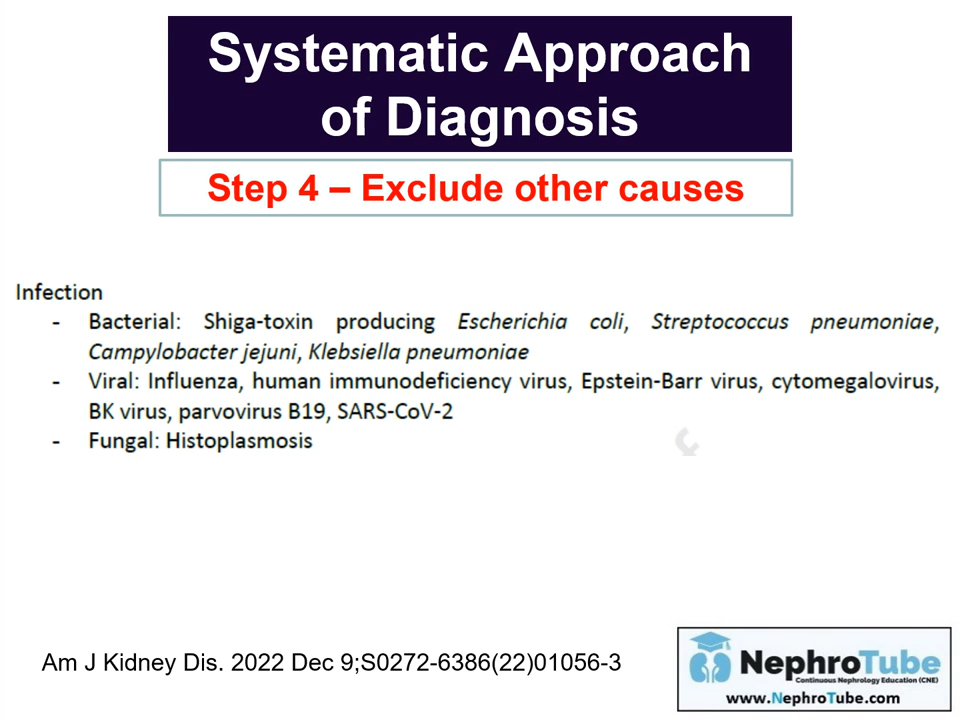 Systematic Approach
of Diagnosis
Step 4 – Exclude other causes
Infection
- Bacterial: Shiga-toxin producing Escherichia coli, Streptococcus pneumoniae,
Campylobacter jejuni, Klebsiella pneumoniae
- Viral: Influenza, human immunodeficiency virus, Epstein-Barr virus, cytomegalovirus,
BK virus, parvovirus B19, SARS-CoV-2
- Fungal: Histoplasmosis
Am J Kidney Dis. 2022 Dec 9;S0272-6386(22)01056-3
NephroTube
Continuous Nephrology Education (CNE)
www.NephroTube.com